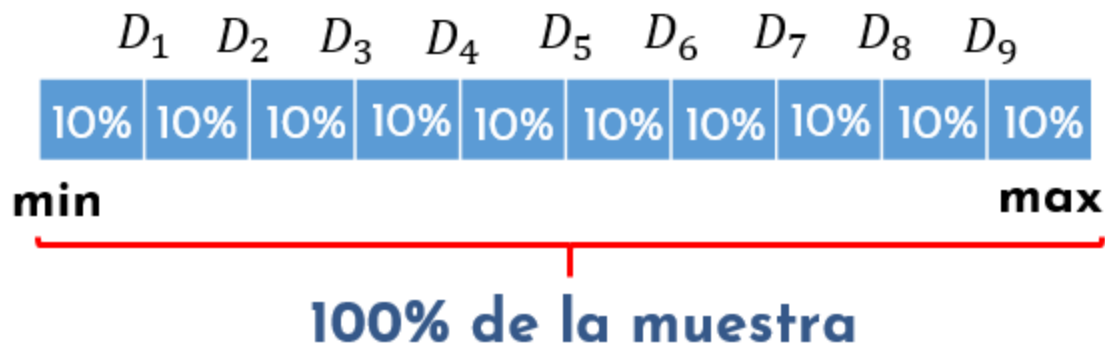 D₁ D₂ D₃ D₄ D₅ D₆ D₇ D₈ D₉
10% 10% 10% 10% 10% 10% 10% 10% 10% 10%
min max
100% de la muestra